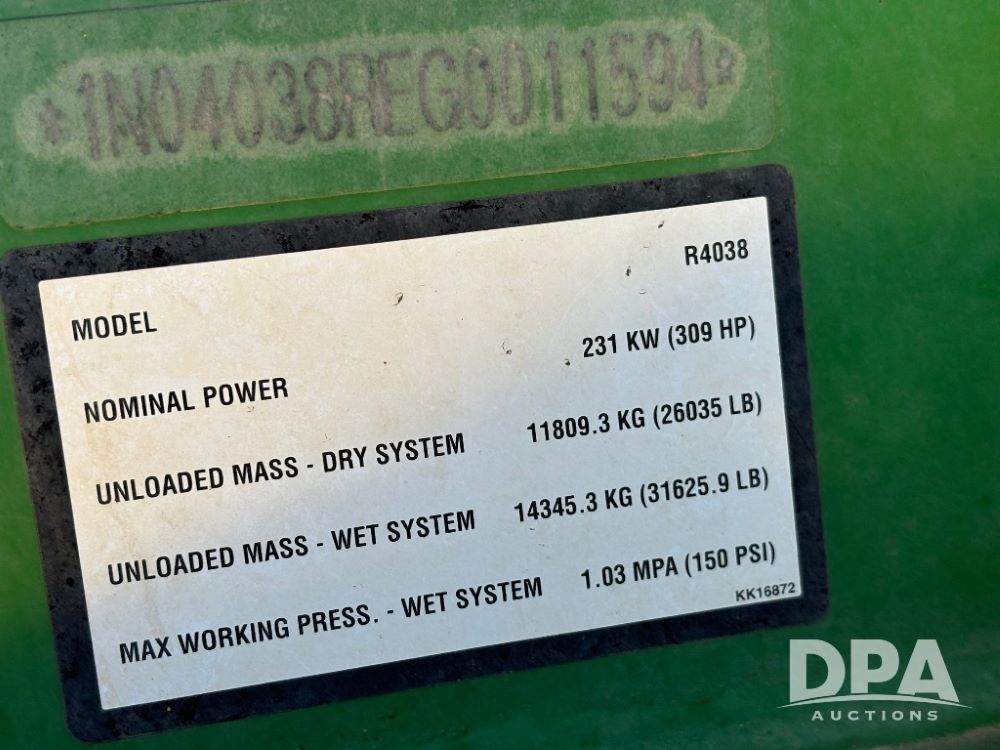 *1N04038REG0011594*
MODEL R4038
NOMINAL POWER 231 KW (309 HP)
UNLOADED MASS - DRY SYSTEM 11809.3 KG (26035 LB)
UNLOADED MASS - WET SYSTEM 14345.3 KG (31625.9 LB)
MAX WORKING PRESS. - WET SYSTEM 1.03 MPA (150 PSI)
KK16872
DPA
AUCTIONS